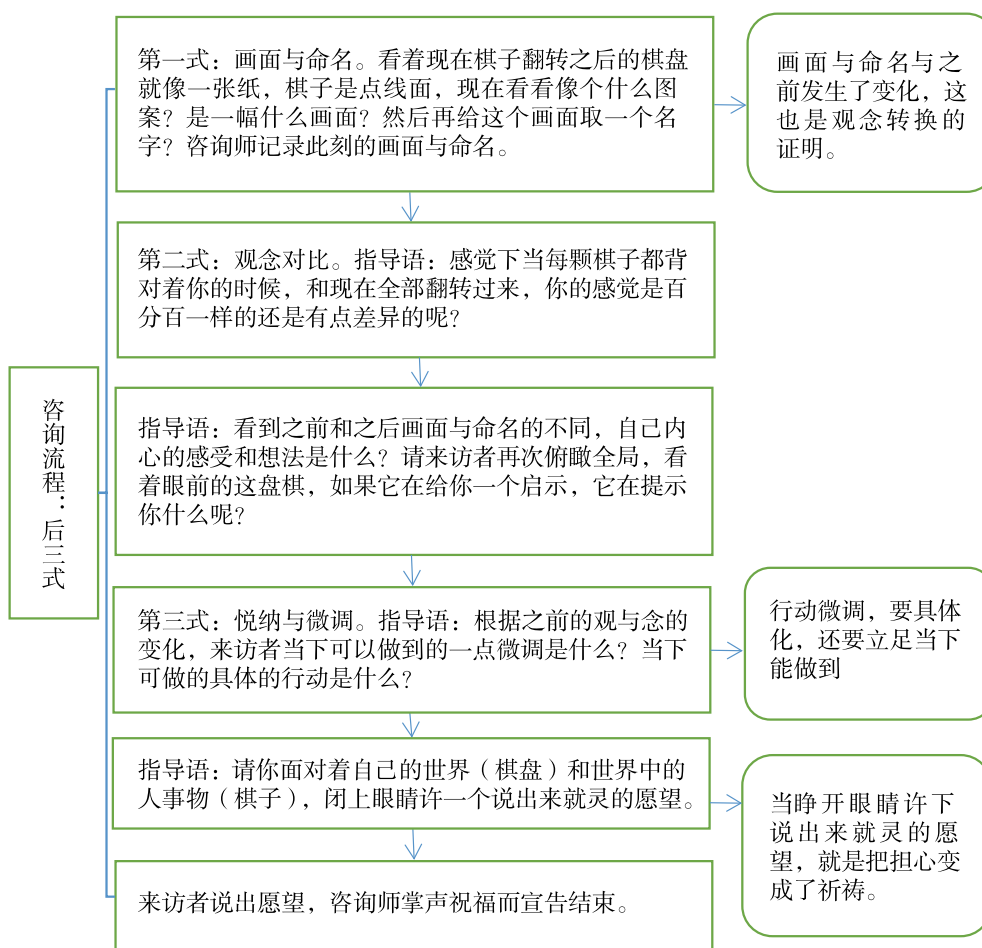 第一式：画面与命名。看着现在棋子翻转之后的棋盘
就像一张纸，棋子是点线面，现在看看像个什么图
案？是一幅什么画面？然后再给这个画面取一个名
字？咨询师记录此刻的画面与命名。
画面与命名与之
前发生了变化，这
也是观念转换的
证明。
第二式：观念对比。指导语：感觉下当每颗棋子都背
对着你的时候，和现在全部翻转过来，你的感觉是百
分百一样的还是有点差异的呢？
咨询流程：后三式
指导语：看到之前和之后画面与命名的不同，自己内
心的感受和想法是什么？请来访者再次俯瞰全局，看
着眼前的这盘棋，如果它在给你一个启示，它在提示
你什么呢？
第三式：悦纳与微调。指导语：根据之前的观与念的
变化，来访者当下可以做到的一点微调是什么？当下
可做的具体的行动是什么？
行动微调，要具体
化，还要立足当下
能做到
指导语：请你面对着自己的世界（棋盘）和世界中的
人事物（棋子），闭上眼睛许一个说出来就灵的愿望。
当睁开眼睛许下
说出来就灵的愿
望，就是把担心变
成了祈祷。
来访者说出愿望，咨询师掌声祝福而宣告结束。